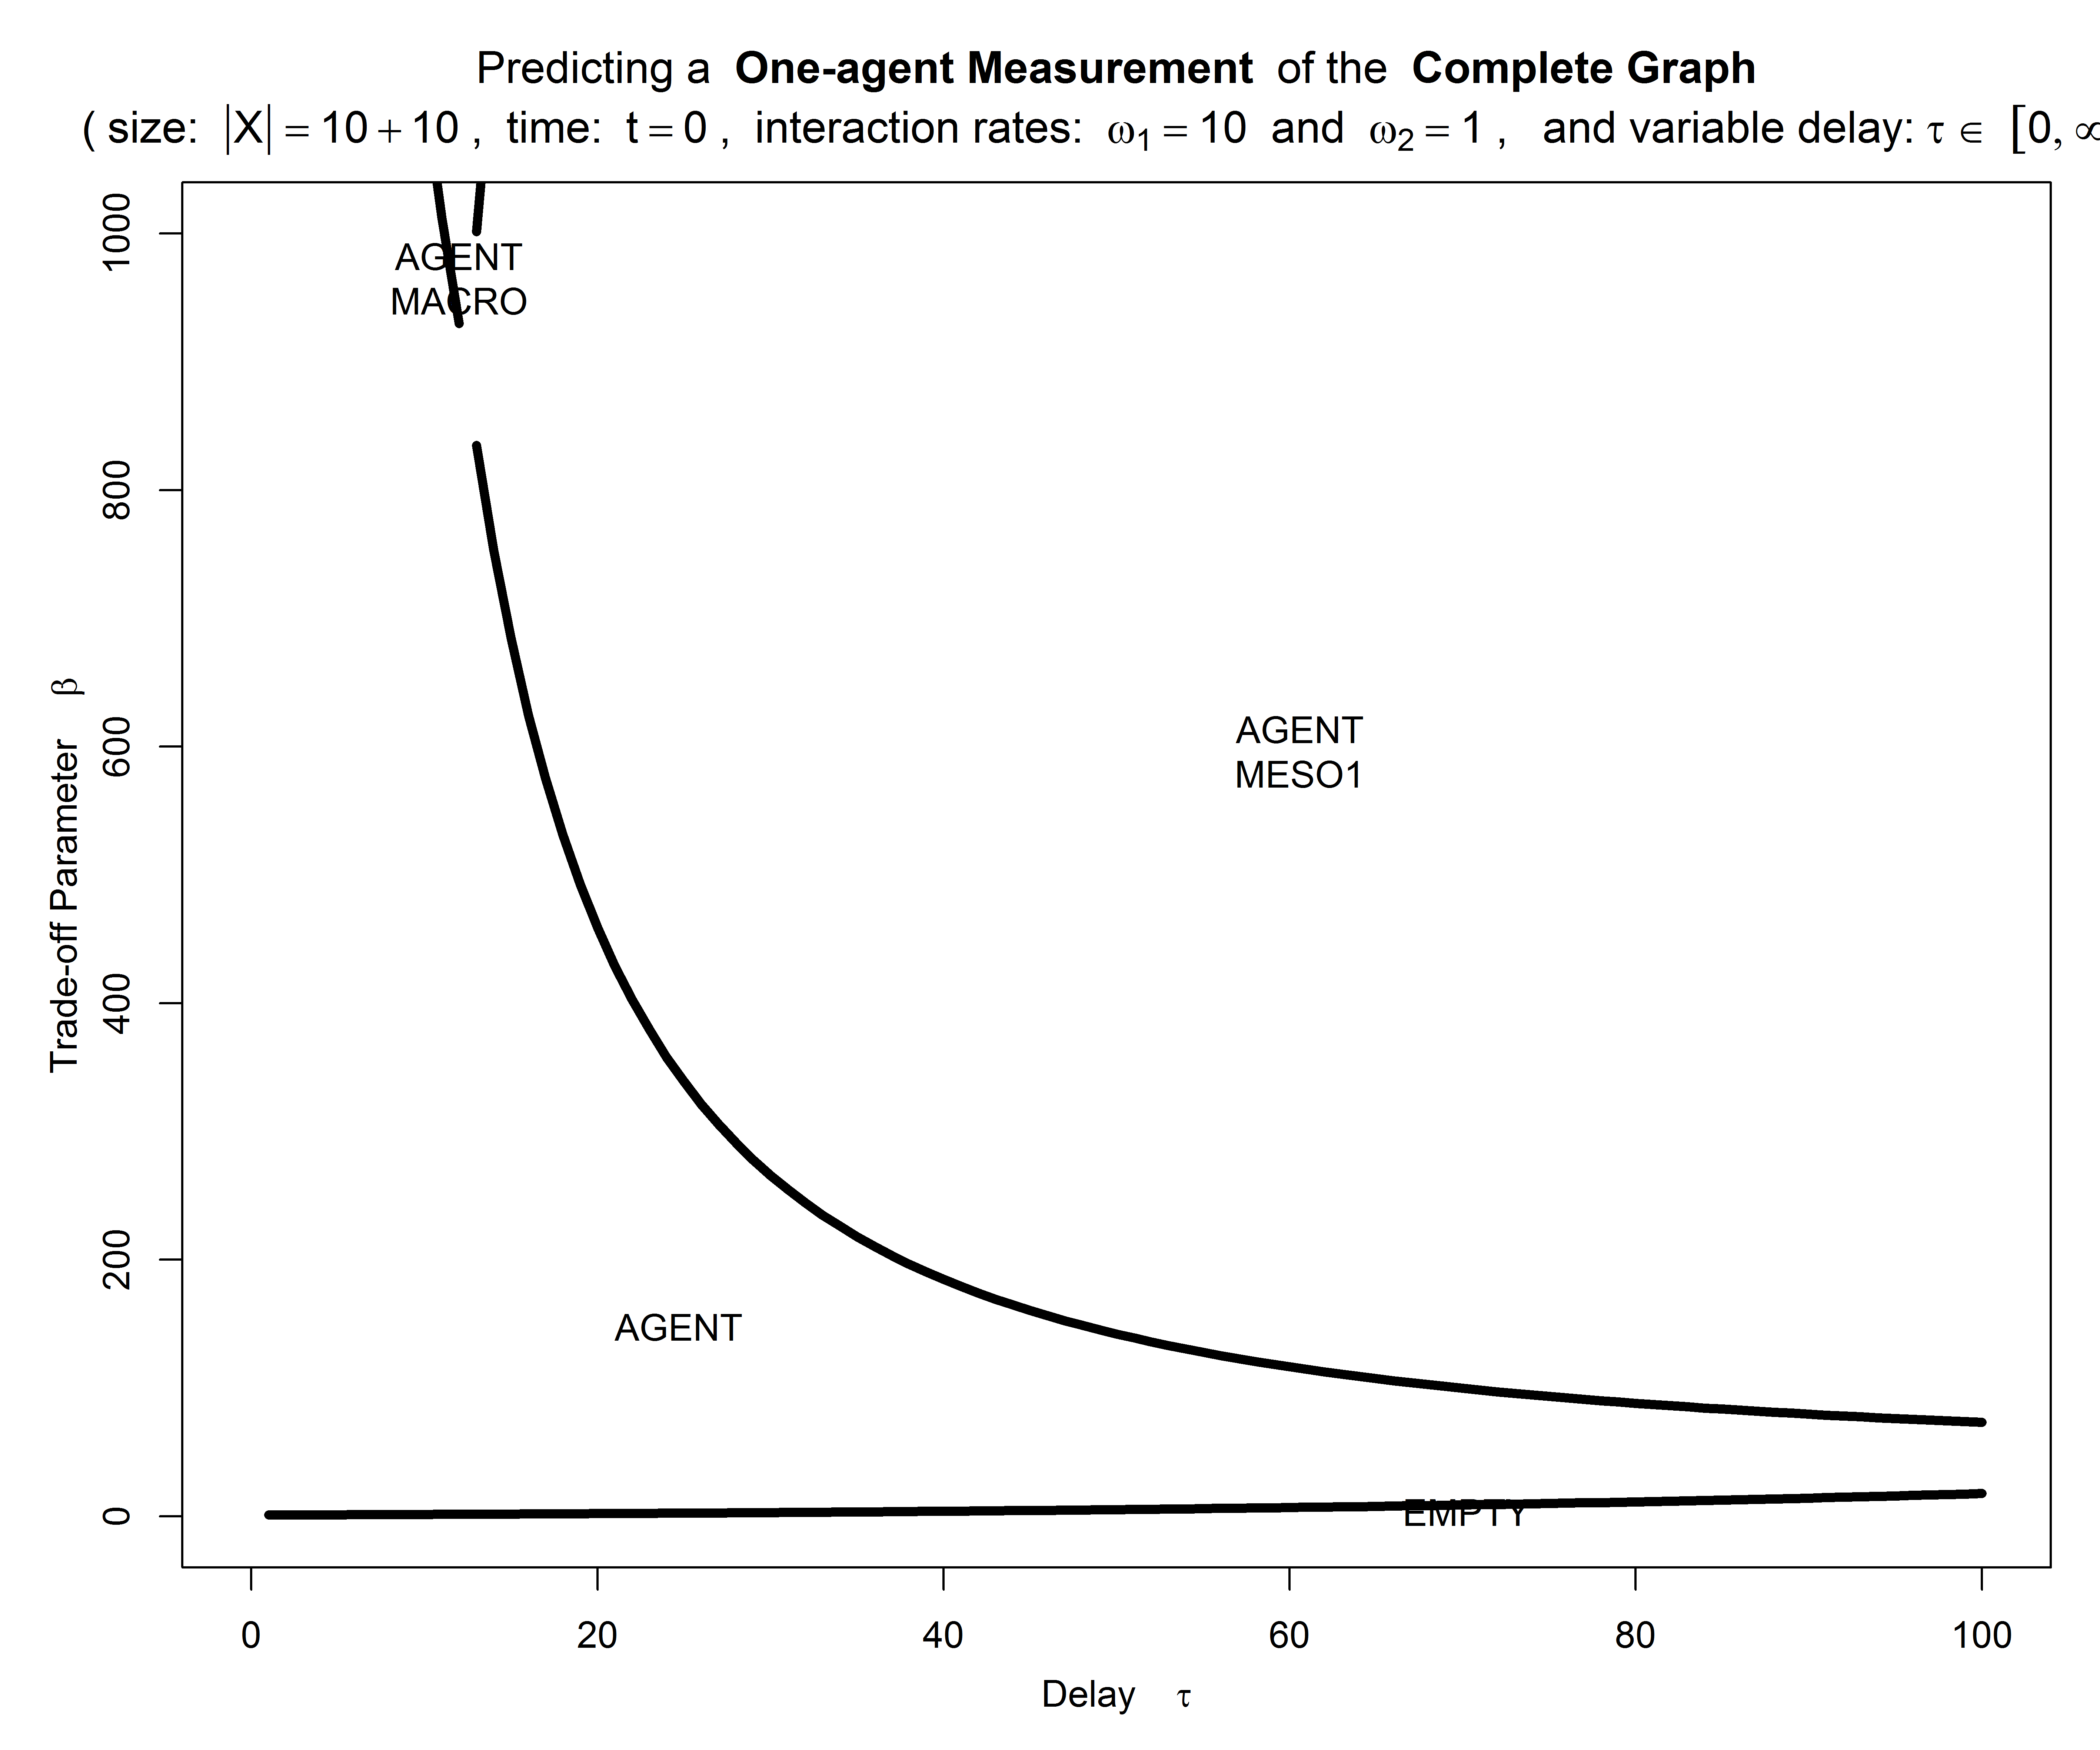 Predicting a One-agent Measurement of the Complete Graph
( size: |X| = 10 + 10 , time: t = 0 , interaction rates: ω1 = 10 and ω2 = 1 , and variable delay: τ ∈ [0, ∞
1000
800
600
400
200
0
Trade-off Parameter β
AGENT
MACRO
AGENT
MESO1
AGENT
EMPTY
0 20 40 60 80 100
Delay τ